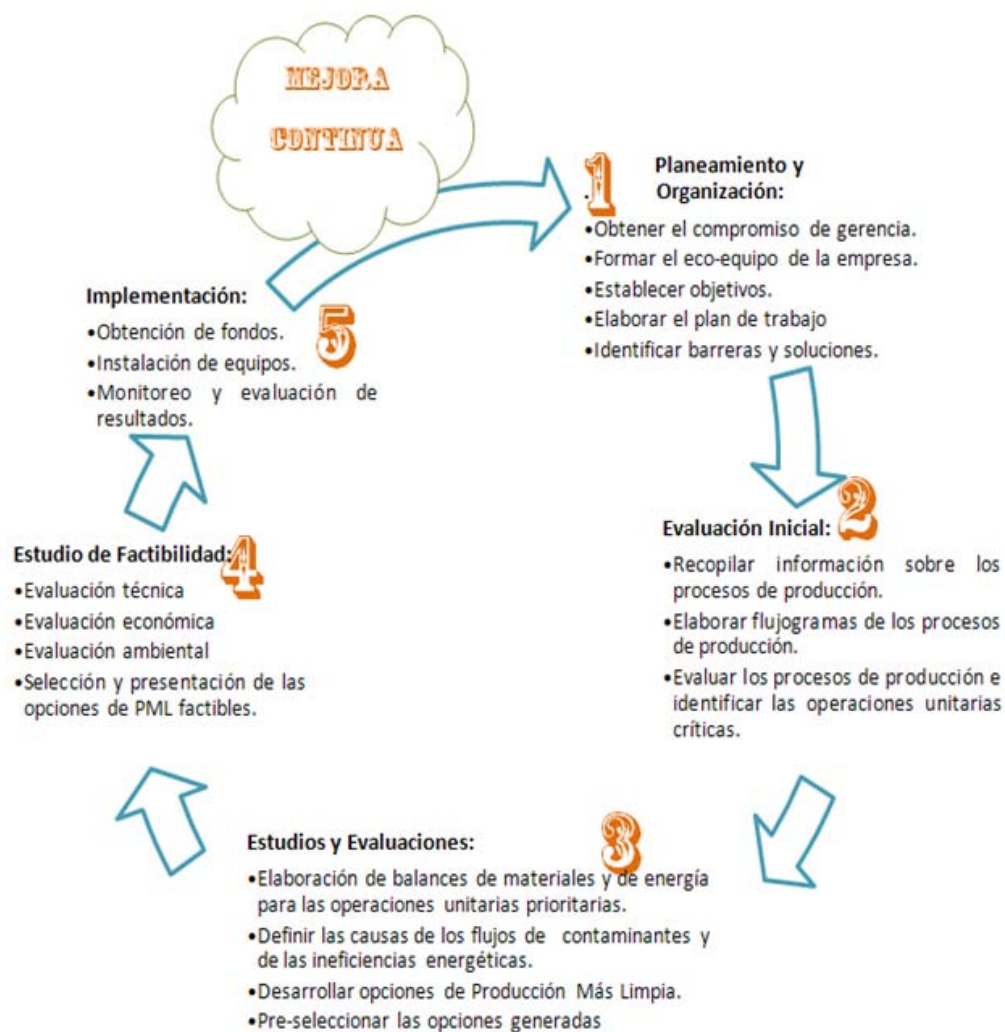 MEJORA
CONTINUA
1
Planeamiento y
. Organización:
•Obtener el compromiso de gerencia.
•Formar el eco-equipo de la empresa.
•Establecer objetivos.
•Elaborar el plan de trabajo
•Identificar barreras y soluciones.
2
Evaluación Inicial:
•Recopilar información sobre los
procesos de producción.
•Elaborar flujogramas de los procesos
de producción.
•Evaluar los procesos de producción e
identificar las operaciones unitarias
críticas.
3
Estudios y Evaluaciones:
•Elaboración de balances de materiales y de energía
para las operaciones unitarias prioritarias.
•Definir las causas de los flujos de contaminantes y
de las ineficiencias energéticas.
•Desarrollar opciones de Producción Más Limpia.
•Pre-seleccionar las opciones generadas
4
Estudio de Factibilidad:
•Evaluación técnica
•Evaluación económica
•Evaluación ambiental
•Selección y presentación de las
opciones de PML factibles.
5
Implementación:
•Obtención de fondos.
•Instalación de equipos.
•Monitoreo y evaluación de
resultados.